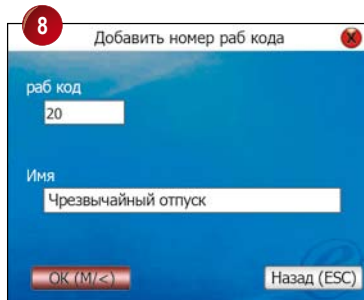 8
Добавить номер раб кода
раб код
20
Имя
Чрезвычайный отпуск
OK (M/<)
Назад (ESC)